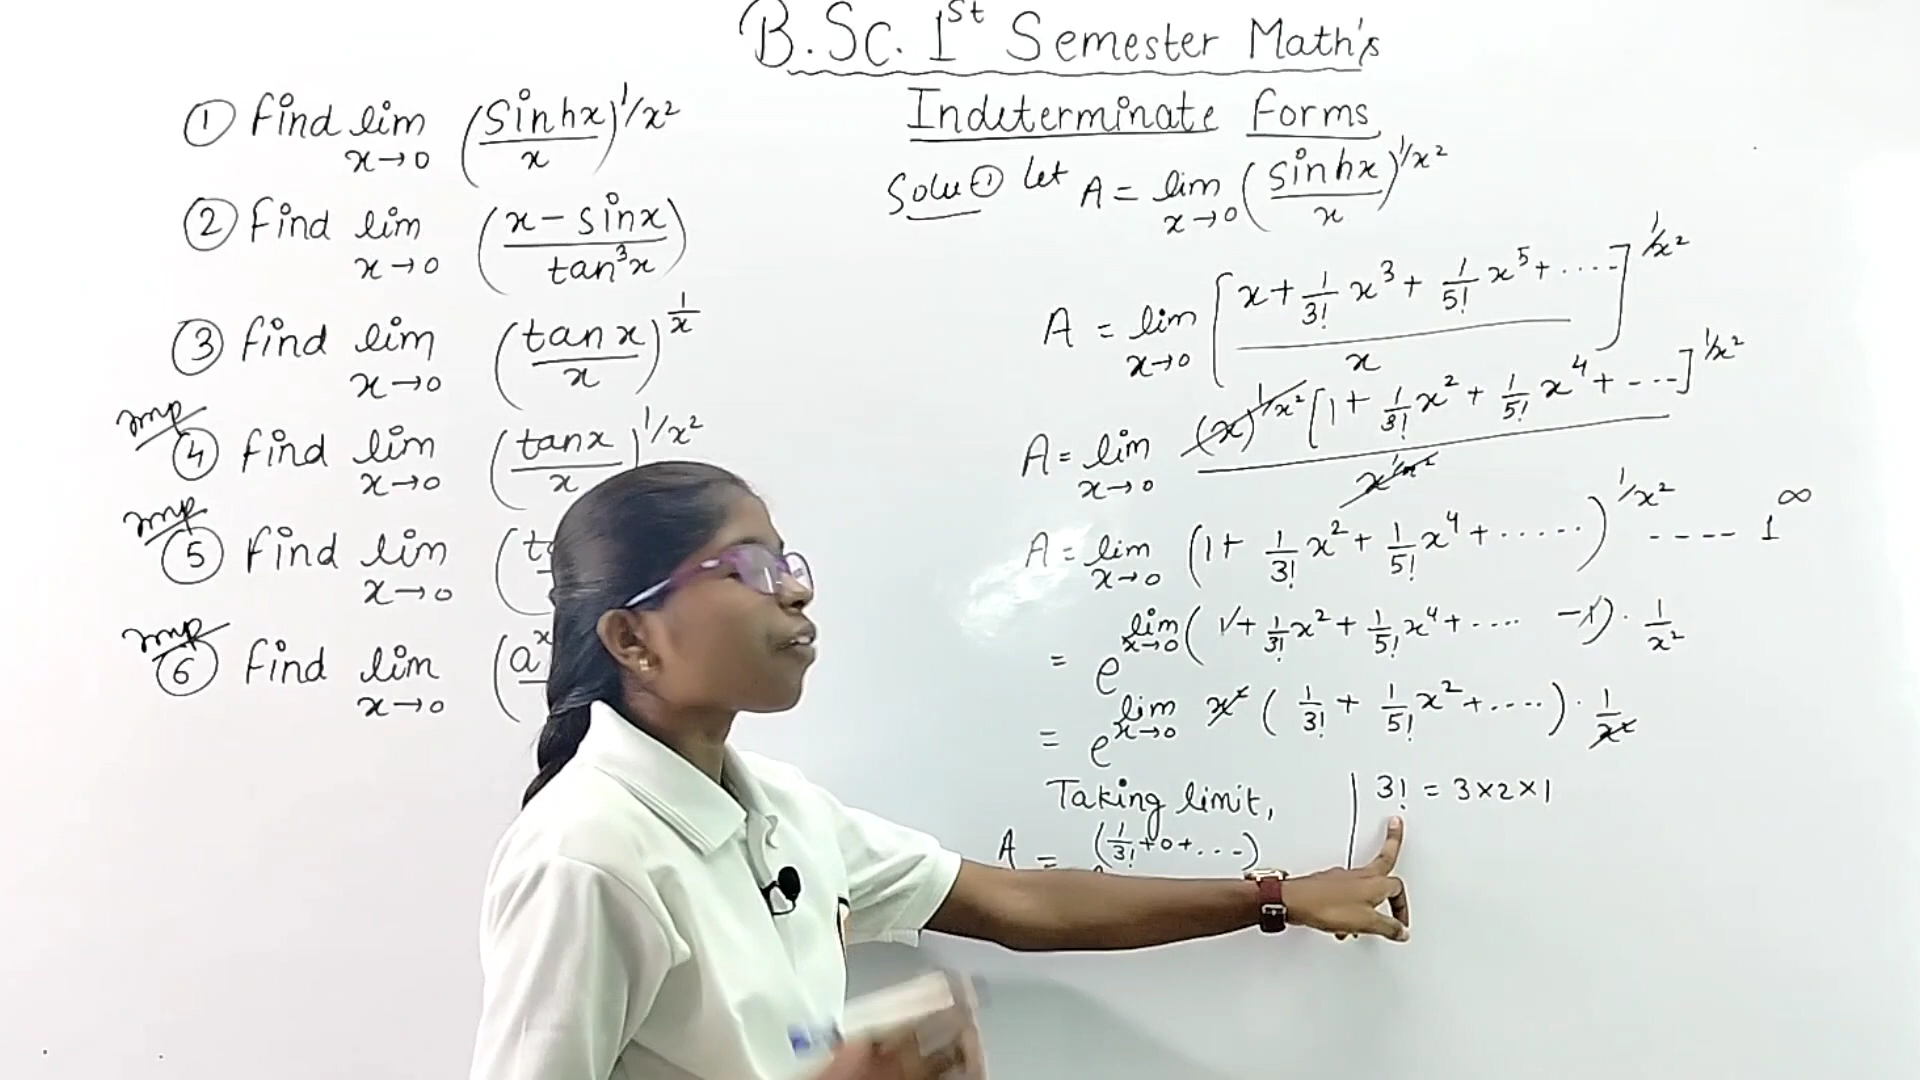 B.Sc. 1st Semester Math's
Indeterminate Forms
① Find lim x→0 (sinhx/x)^1/x²
② Find lim x→0 (x - sinx/tan³x)
③ Find lim x→0 (tanx/x)^1/x
Imp
④ Find lim x→0 (tanx/x)^1/x²
Imp
⑤ Find lim x→0 (t
Imp
⑥ Find lim x→0 (a^x
Solu① Let A = lim x→0 (sinhx/x)^1/x²
A = lim x→0 [x + 1/3! x³ + 1/5! x⁵ + ..... / x]^1/x²
A = lim x→0 (x)^1/x² [1 + 1/3! x² + 1/5! x⁴ + ....]^1/x² / x^1/x²
A = lim x→0 (1 + 1/3! x² + 1/5! x⁴ + ......)^1/x² ---- 1^∞
= e^lim x→0 (1 + 1/3! x² + 1/5! x⁴ + .... -1) · 1/x²
= e^lim x→0 x² (1/3! + 1/5! x² + ....) · 1/x²
Taking limit,
A = (1/3! + 0 + ...)
3! = 3×2×1